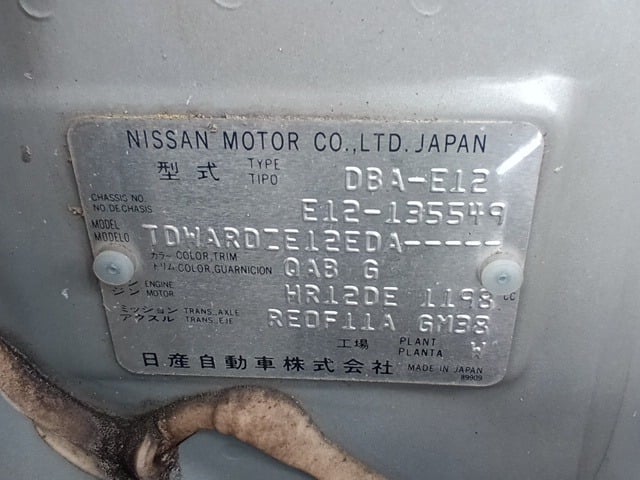 NISSAN MOTOR CO.,LTD. JAPAN
型式 TYPE TIPO DBA-E12
CHASSIS NO. NO.DE.CHASIS E12-135549
MODEL MODELO TDWARDZE12EDA-----
カラー COLOR,TRIM
トリム COLOR,GUARNICION QAB G
ジン ENGINE
ジン MOTOR HR12DE 1198 CC
ミッション TRANS. AXLE
アクスル TRANS. EJE RE0F11A GM38
工場 PLANT PLANTA W
日産自動車株式会社 MADE IN JAPAN
89909